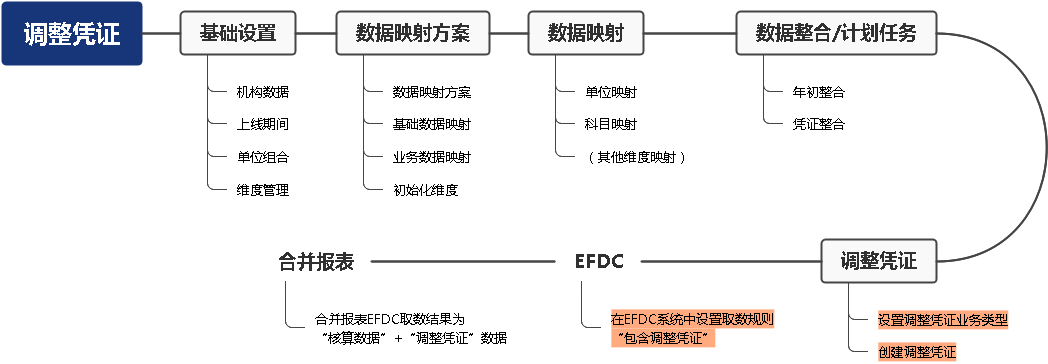 调整凭证
基础设置
数据映射方案
数据映射
数据整合/计划任务
机构数据
上线期间
单位组合
维度管理
数据映射方案
基础数据映射
业务数据映射
初始化维度
单位映射
科目映射
（其他维度映射）
年初整合
凭证整合
调整凭证
设置调整凭证业务类型
创建调整凭证
EFDC
在EFDC系统中设置取数规则
“包含调整凭证”
合并报表
合并报表EFDC取数结果为
“核算数据”+“调整凭证”数据